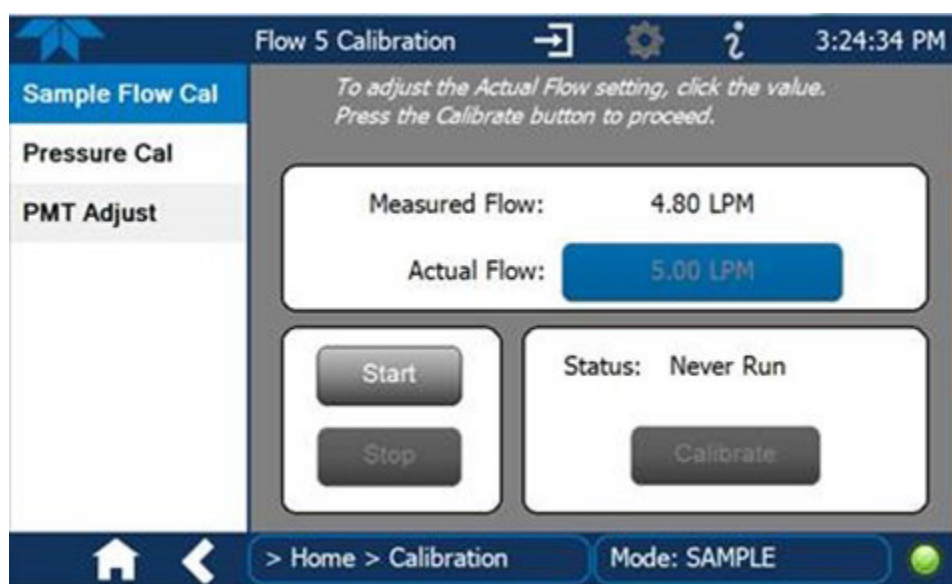 Flow 5 Calibration
3:24:34 PM
Sample Flow Cal
Pressure Cal
PMT Adjust
To adjust the Actual Flow setting, click the value.
Press the Calibrate button to proceed.
Measured Flow: 4.80 LPM
Actual Flow: 5.00 LPM
Start
Stop
Status: Never Run
Calibrate
> Home > Calibration
Mode: SAMPLE